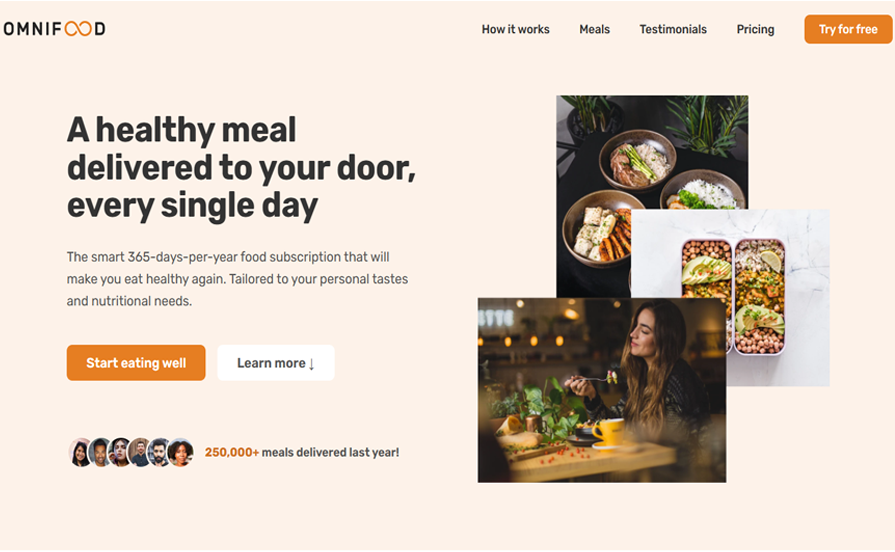 OMNIFOOD
How it works
Meals
Testimonials
Pricing
Try for free
A healthy meal
delivered to your door,
every single day
The smart 365-days-per-year food subscription that will
make you eat healthy again. Tailored to your personal tastes
and nutritional needs.
Start eating well
Learn more ↓
250,000+ meals delivered last year!